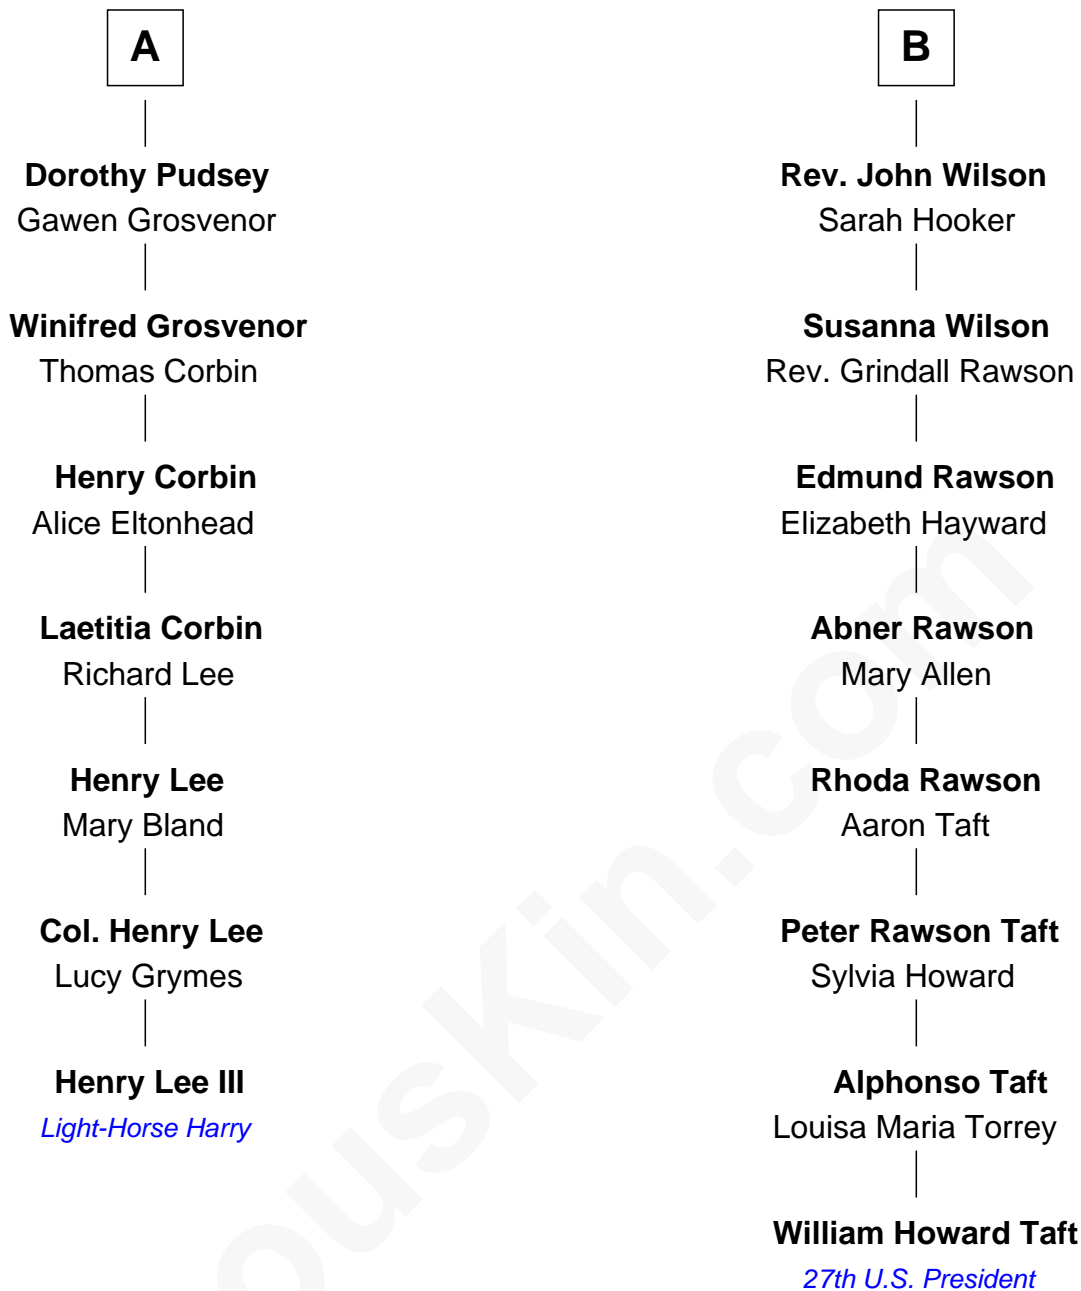 A
Dorothy Pudsey
Gawen Grosvenor
Winifred Grosvenor
Thomas Corbin
Henry Corbin
Alice Eltonhead
Laetitia Corbin
Richard Lee
Henry Lee
Mary Bland
Col. Henry Lee
Lucy Grymes
Henry Lee III
Light-Horse Harry
B
Rev. John Wilson
Sarah Hooker
Susanna Wilson
Rev. Grindall Rawson
Edmund Rawson
Elizabeth Hayward
Abner Rawson
Mary Allen
Rhoda Rawson
Aaron Taft
Peter Rawson Taft
Sylvia Howard
Alphonso Taft
Louisa Maria Torrey
William Howard Taft
27th U.S. President
ousKin.com